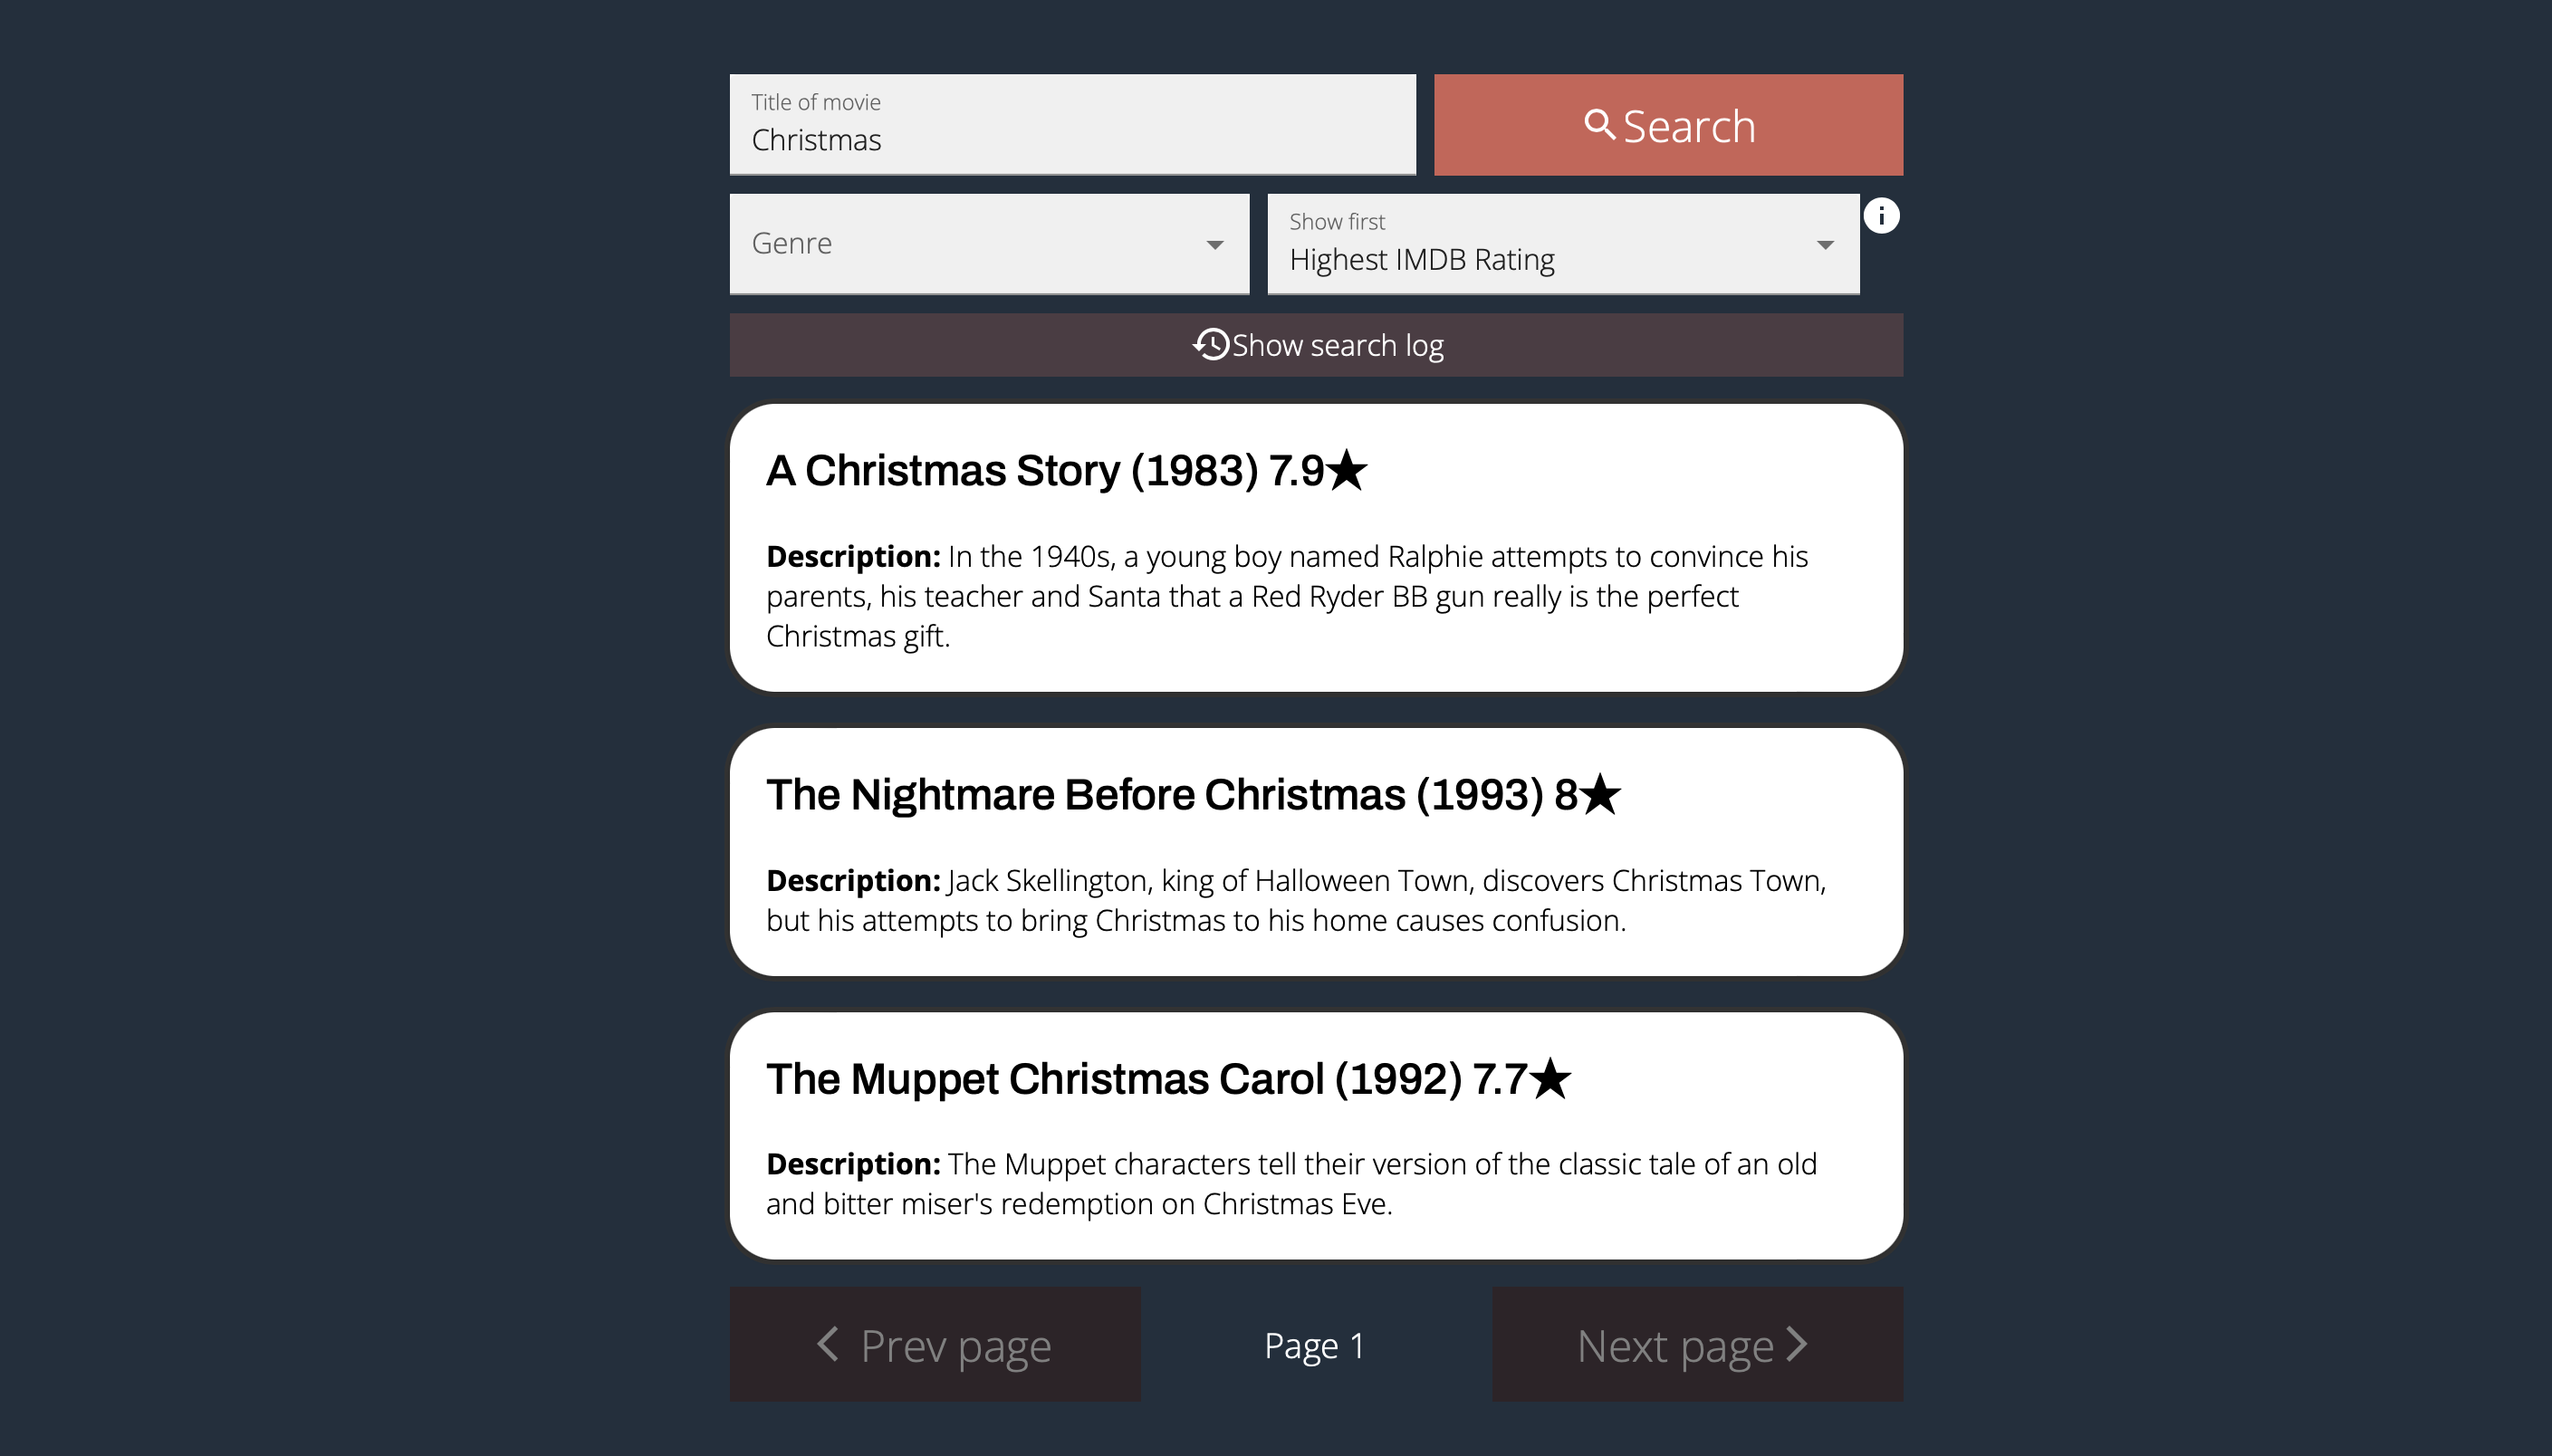 Title of movie
Christmas
Search
Genre
Show first
Highest IMDB Rating
Show search log
A Christmas Story (1983) 7.9★
Description: In the 1940s, a young boy named Ralphie attempts to convince his
parents, his teacher and Santa that a Red Ryder BB gun really is the perfect
Christmas gift.
The Nightmare Before Christmas (1993) 8★
Description: Jack Skellington, king of Halloween Town, discovers Christmas Town,
but his attempts to bring Christmas to his home causes confusion.
The Muppet Christmas Carol (1992) 7.7★
Description: The Muppet characters tell their version of the classic tale of an old
and bitter miser's redemption on Christmas Eve.
Prev page
Page 1
Next page